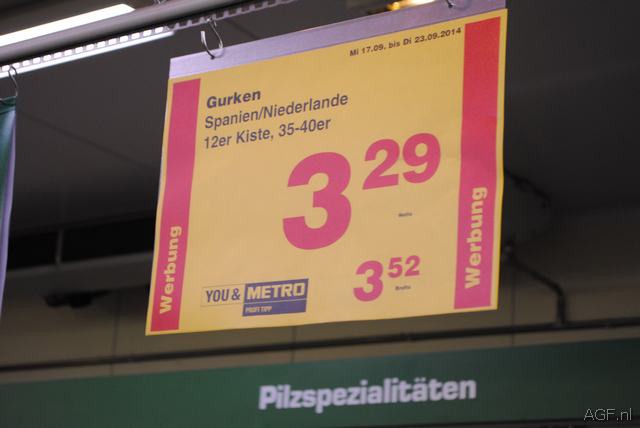 Mi 17.09. bis Di 23.09.2014
Gurken
Spanien/Niederlande
12er Kiste, 35-40er
3 29
Netto
3 52
Brutto
Werbung
Werbung
YOU & METRO
PROFI TIPP
Pilzspezialitäten
AGF.nl